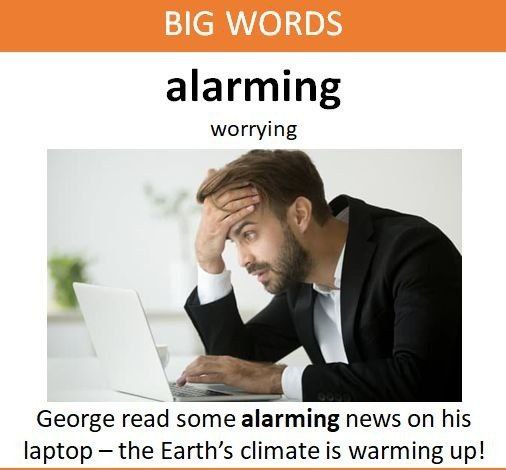 BIG WORDS
alarming
worrying
George read some alarming news on his
laptop – the Earth’s climate is warming up!